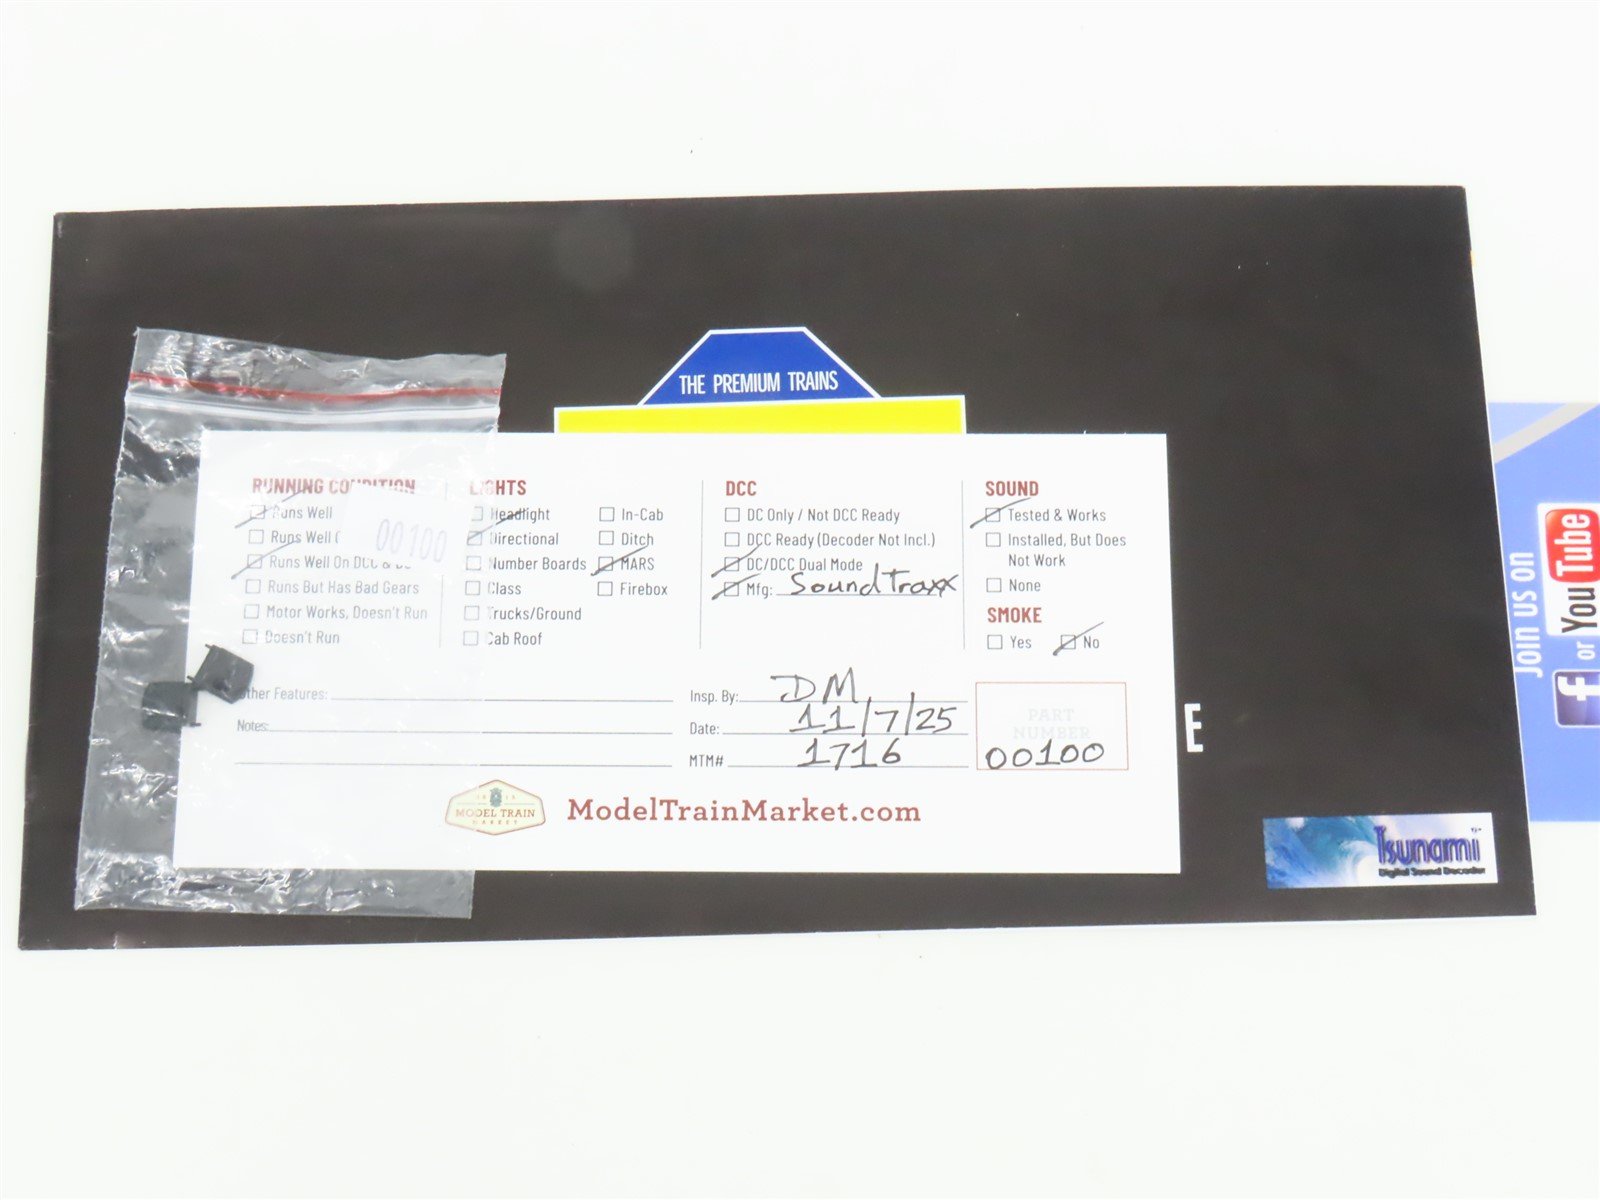 THE PREMIUM TRAINS
RUNNING CONDITION
Runs Well
Runs Well (
Runs Well On DCC &
Runs But Has Bad Gears
Motor Works, Doesn't Run
Doesn't Run
00100
LIGHTS
Headlight
Directional
Number Boards
Class
Trucks/Ground
Cab Roof
In-Cab
Ditch
MARS
Firebox
DCC
DC Only / Not DCC Ready
DCC Ready (Decoder Not Incl.)
DC/DCC Dual Mode
Mfg: SoundTraxx
SOUND
Tested & Works
Installed, But Does
Not Work
None
SMOKE
Yes No
Other Features:
Notes:
Insp. By: DM
Date: 11/7/25
MTM# 1716
PART
NUMBER
00100
MODEL TRAIN
MARKET
ModelTrainMarket.com
E
Tsunami
Digital Sound Decoder
Join US on
f or YouTube